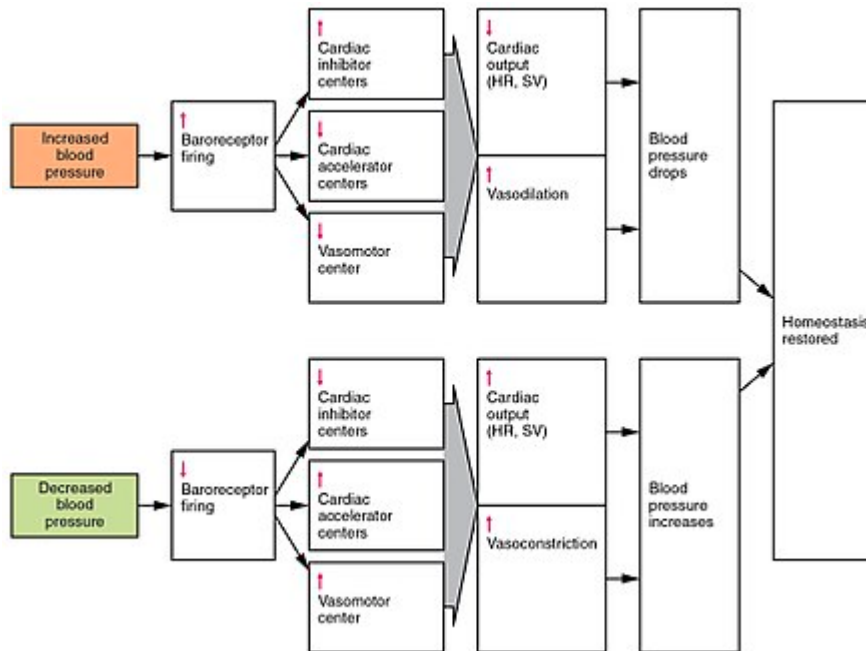 Increased
blood
pressure
↑
Baroreceptor
firing
↑
Cardiac
inhibitor
centers
↓
Cardiac
accelerator
centers
↓
Vasomotor
center
↓
Cardiac
output
(HR, SV)
↑
Vasodilation
Blood
pressure
drops
Homeostasis
restored
Decreased
blood
pressure
↓
Baroreceptor
firing
↓
Cardiac
inhibitor
centers
↑
Cardiac
accelerator
centers
↑
Vasomotor
center
↑
Cardiac
output
(HR, SV)
↑
Vasoconstriction
Blood
pressure
increases